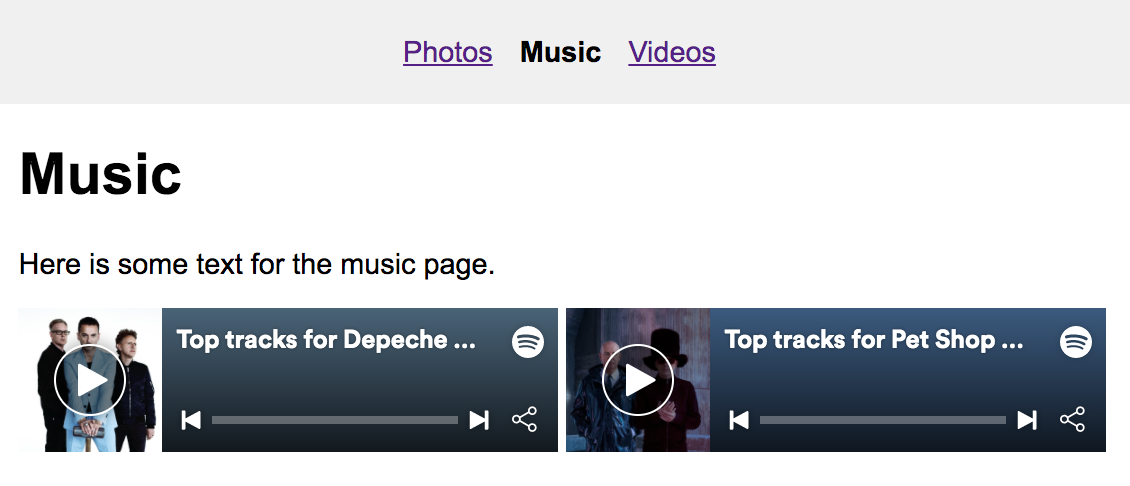 Photos Music Videos
Music
Here is some text for the music page.
Top tracks for Depeche ...
Top tracks for Pet Shop ...